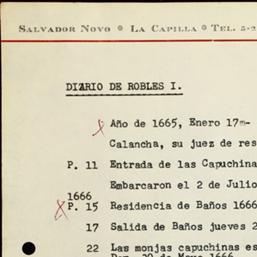 SALVADOR NOVO * LA CAPILLA * TEL. 5-2
DIARIO DE ROBLES I.
Año de 1665, Enero 17m-
Calancha, su juez de res
P. 11 Entrada de las Capuchina
Embarcaron el 2 de Julio
1666
P. 15 Residencia de Baños 1666
17 Salida de Baños jueves 2
22 Las monjas capuchinas es
1666